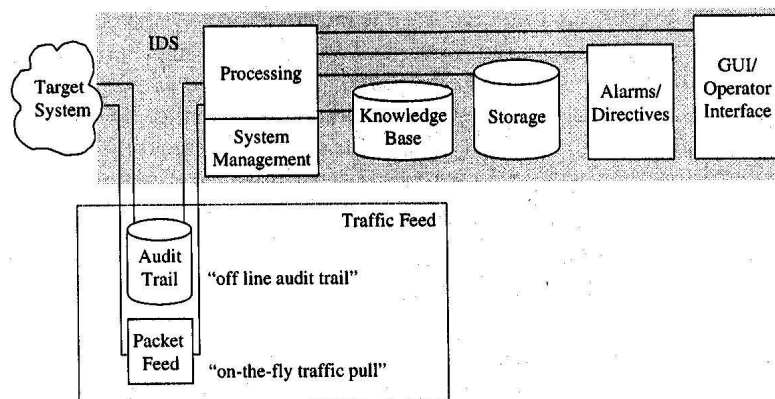 IDS
Target
System
Processing
System
Management
Knowledge
Base
Storage
Alarms/
Directives
GUI/
Operator
Interface
Traffic Feed
Audit
Trail
“off line audit trail”
Packet
Feed
“on-the-fly traffic pull”